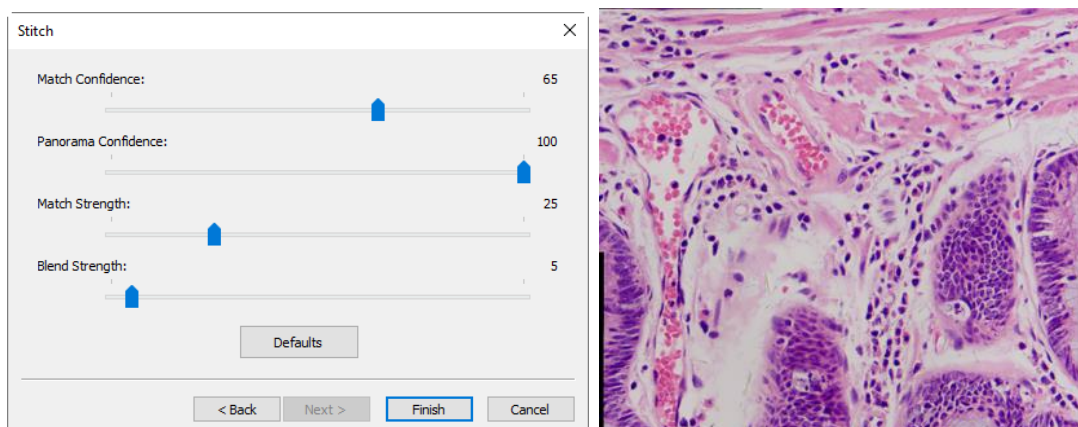 Stitch
Match Confidence: 65
Panorama Confidence: 100
Match Strength: 25
Blend Strength: 5
Defaults
< Back Next > Finish Cancel